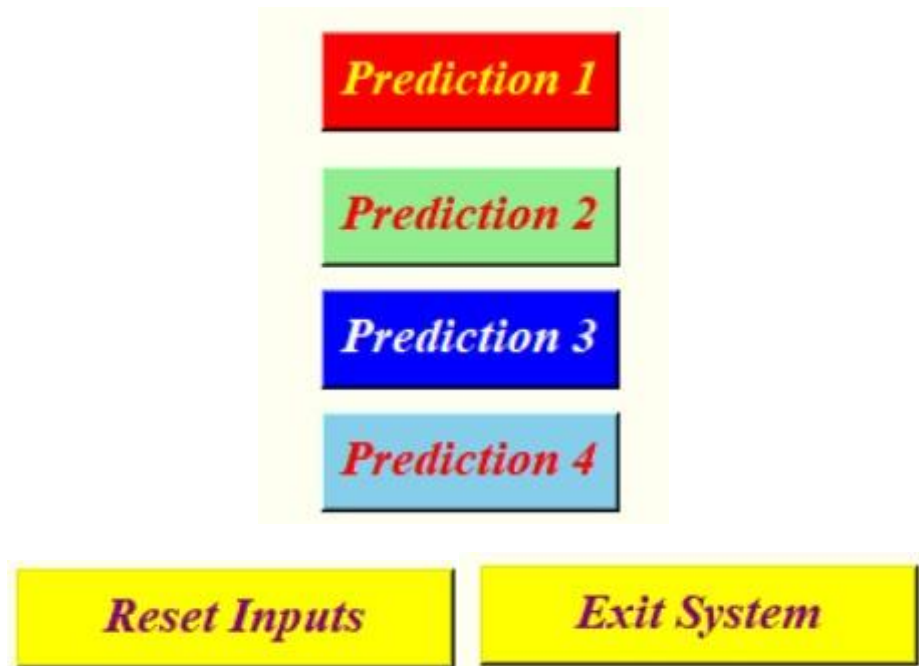 Prediction 1
Prediction 2
Prediction 3
Prediction 4
Reset Inputs
Exit System